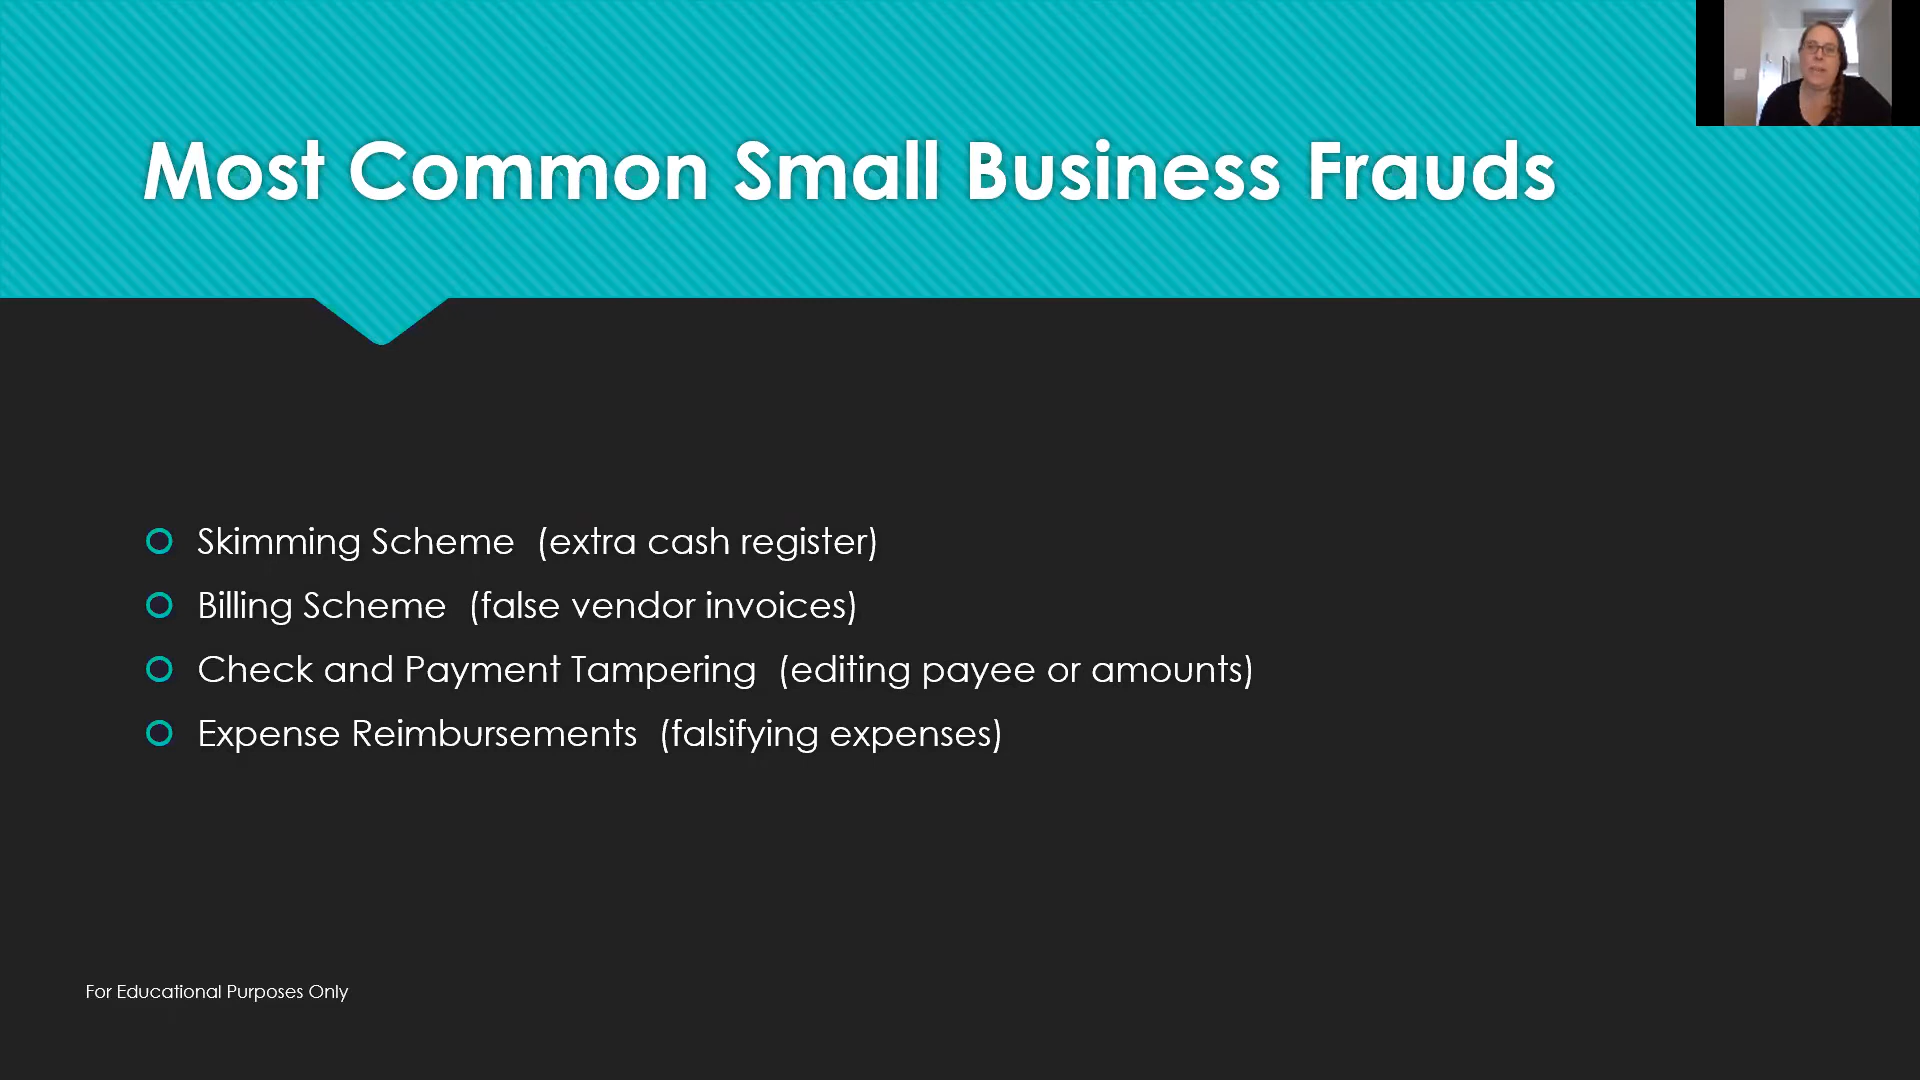 Most Common Small Business Frauds
Skimming Scheme (extra cash register)
Billing Scheme (false vendor invoices)
Check and Payment Tampering (editing payee or amounts)
Expense Reimbursements (falsifying expenses)
For Educational Purposes Only